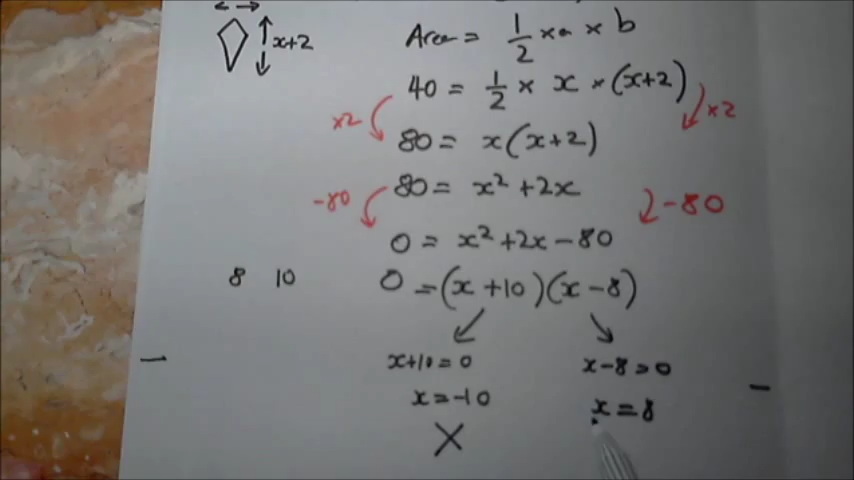 x+2
Area = 1/2 × a × b
40 = 1/2 × x × (x+2)
×2
×2
80 = x(x+2)
80 = x² + 2x
-80
-80
0 = x² + 2x - 80
8 10
0 = (x + 10)(x - 8)
x+10 = 0
x-8 = 0
x = -10
x = 8